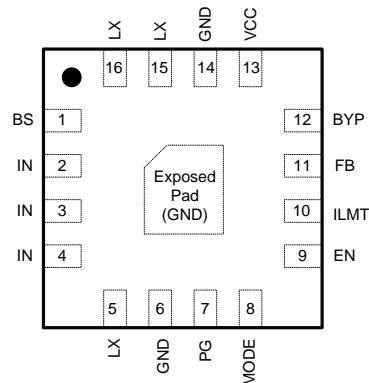 LX LX GND VCC
16 15 14 13
BS 1 12 BYP
IN 2 11 FB
IN 3 10 ILMT
IN 4 9 EN
Exposed
Pad
(GND)
5 6 7 8
LX GND PG MODE